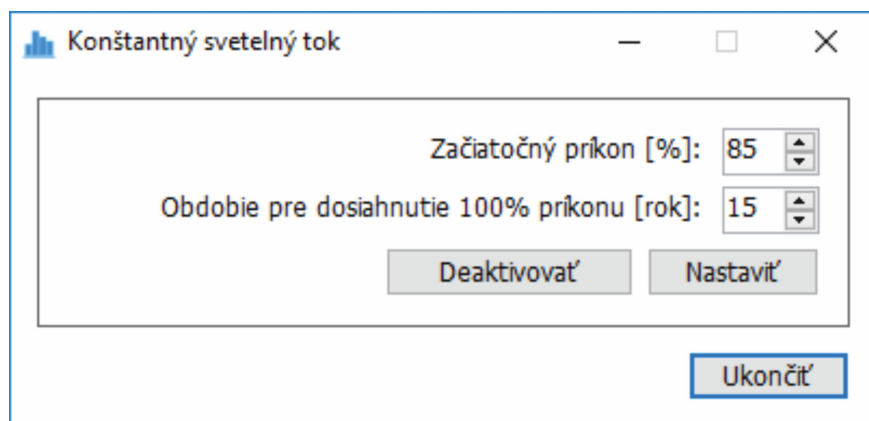 Konštantný svetelný tok
Začiatočný príkon [%]: 85
Obdobie pre dosiahnutie 100% príkonu [rok]: 15
Deaktivovať Nastaviť
Ukončiť